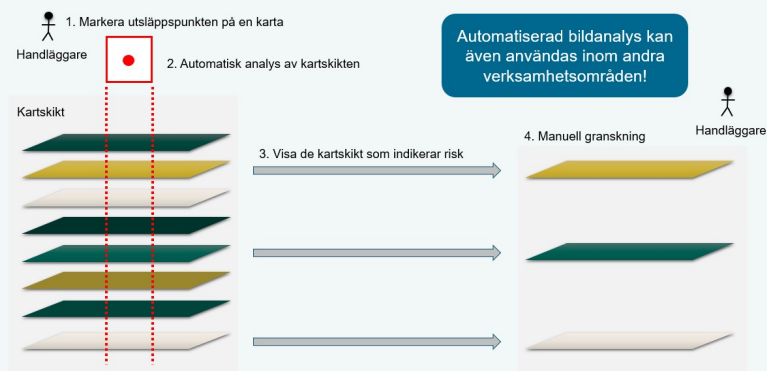 1. Markera utsläppspunkten på en karta
Handläggare
2. Automatisk analys av kartskikten
Automatiserad bildanalys kan
även användas inom andra
verksamhetsområden!
Kartskikt
Handläggare
3. Visa de kartskikt som indikerar risk
4. Manuell granskning